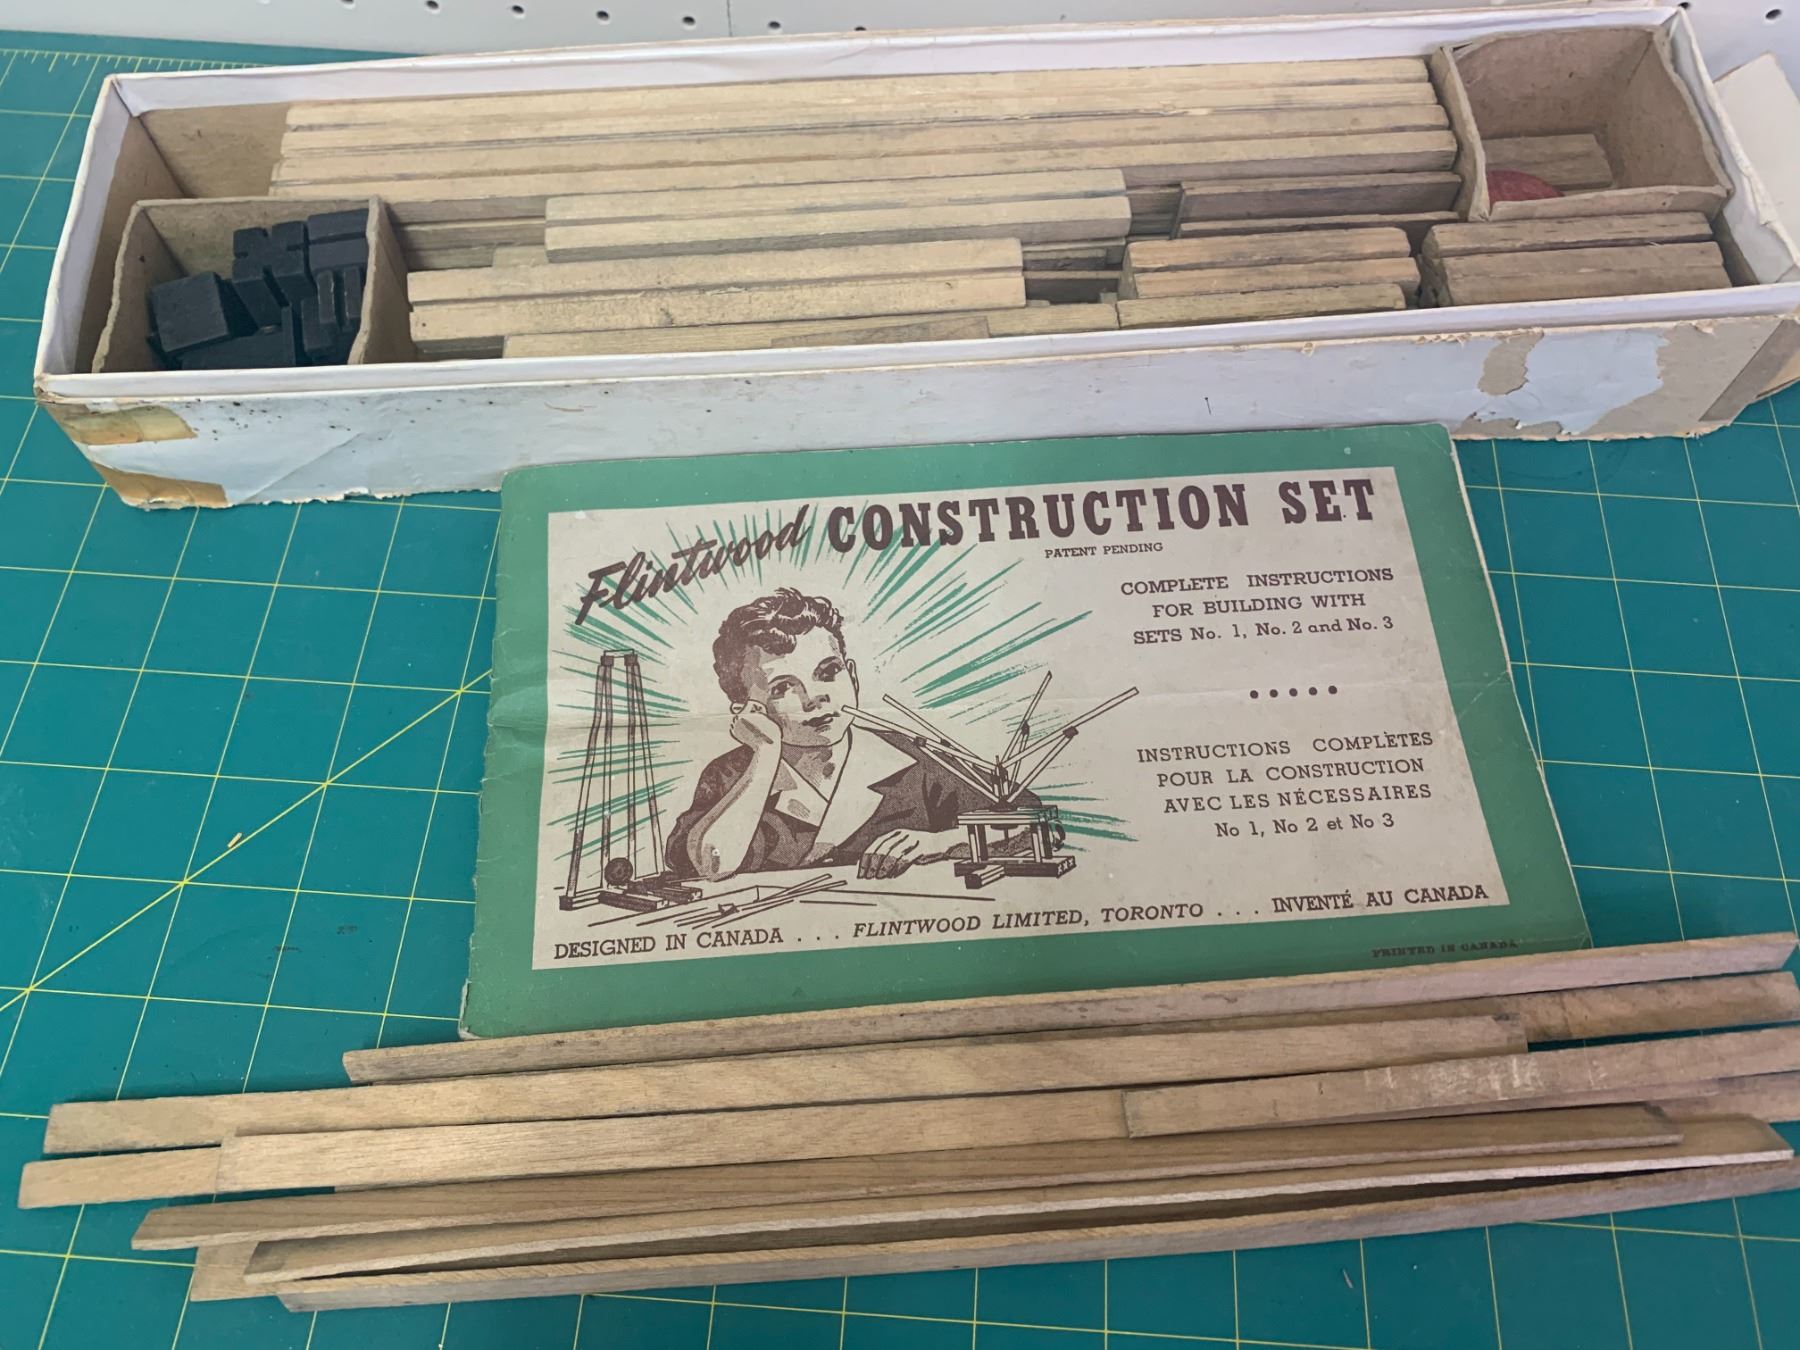 Flintwood CONSTRUCTION SET
PATENT PENDING
COMPLETE INSTRUCTIONS
FOR BUILDING WITH
SETS No. 1, No. 2 and No. 3
.....
INSTRUCTIONS COMPLÈTES
POUR LA CONSTRUCTION
AVEC LES NÉCESSAIRES
No 1, No 2 et No 3
DESIGNED IN CANADA . . . FLINTWOOD LIMITED, TORONTO . . . INVENTÉ AU CANADA
PRINTED IN CANADA